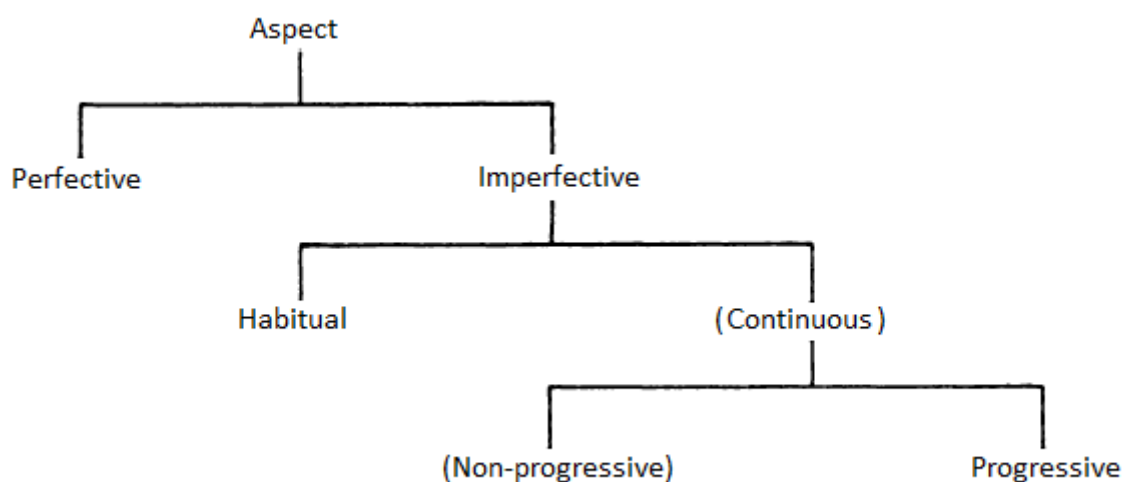 Aspect
Perfective Imperfective
Habitual (Continuous)
(Non-progressive) Progressive